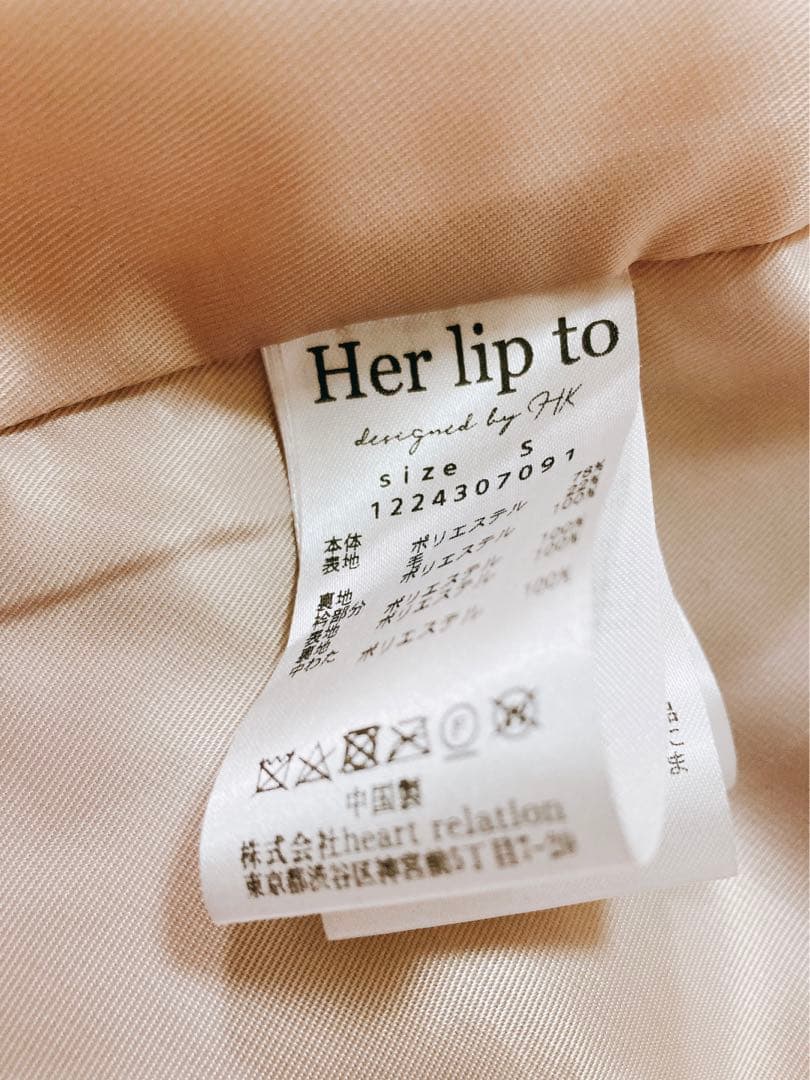 Her lip to
designed by HK
size S
1224307091
本体
表地 ポリエステル 78%
毛 22%
裏地 ポリエステル 100%
衿部分
表地 ポリエステル 100%
裏地 ポリエステル 100%
中わた ポリエステル 100%
中国製
株式会社heart relation
東京都渋谷区神宮前5丁目7-20